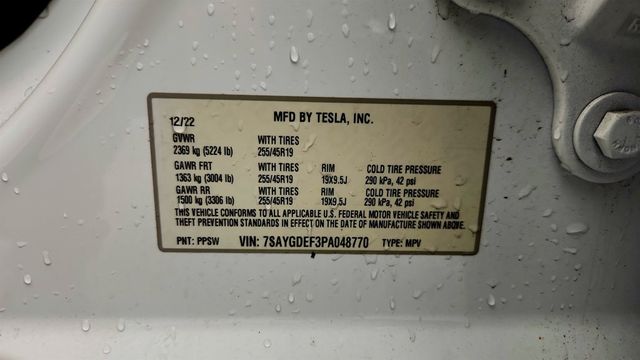 12/22 MFD BY TESLA, INC.
GVWR WITH TIRES
2369 kg (5224 lb) 255/45R19
GAWR FRT WITH TIRES RIM COLD TIRE PRESSURE
1363 kg (3004 lb) 255/45R19 19X9.5J 290 kPa, 42 psi
GAWR RR WITH TIRES RIM COLD TIRE PRESSURE
1500 kg (3306 lb) 255/45R19 19X9.5J 290 kPa, 42 psi
THIS VEHICLE CONFORMS TO ALL APPLICABLE U.S. FEDERAL MOTOR VEHICLE SAFETY AND
THEFT PREVENTION STANDARDS IN EFFECT ON THE DATE OF MANUFACTURE SHOWN ABOVE.
PNT: PPSW VIN: 7SAYGDEF3PA048770 TYPE: MPV